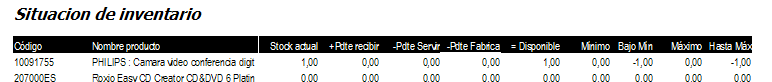 Situacion de inventario
Código Nombre producto Stock actual +Pdte recibir -Pdte Servir -Pdte Fabrica = Disponible Mínimo Bajo Mín Máximo Hasta Máx
10091755 PHILIPS : Camara video conferencia digit 1,00 0,00 0,00 0,00 1,00 0,00 -1,00 0,00 -1,00
207000ES Roxio Easy CD Creator CD&DVD 6 Platin 0,00 0,00 0,00 0,00 0,00 0,00 0,00 0,00 0,00